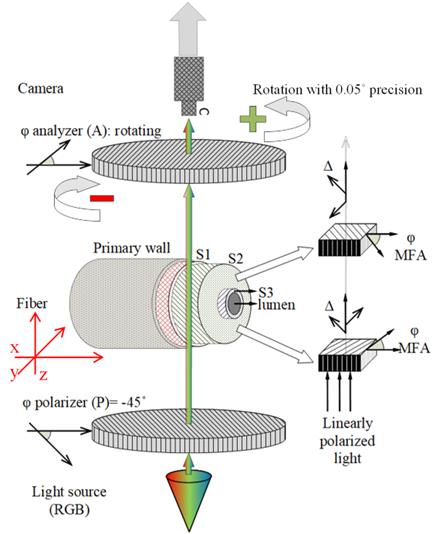 Camera
C
Rotation with 0.05˚ precision
+
φ analyzer (A): rotating
-
Δ
Primary wall
S1
S2
φ
MFA
S3
lumen
Fiber
x
y
z
Δ
φ
MFA
φ polarizer (P)= -45˚
Linearly
polarized
light
Light source
(RGB)